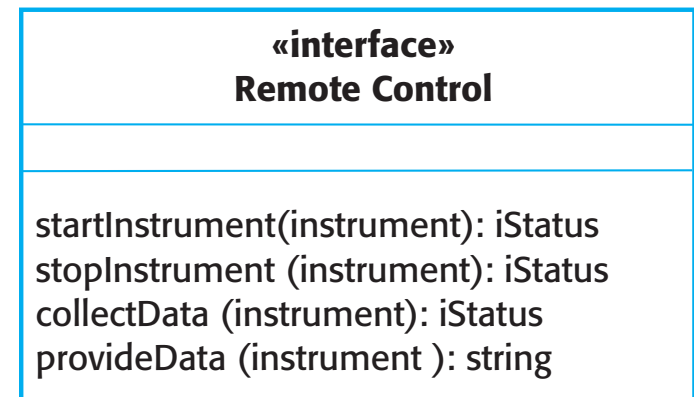 «interface»
Remote Control
startInstrument(instrument): iStatus
stopInstrument (instrument): iStatus
collectData (instrument): iStatus
provideData (instrument ): string